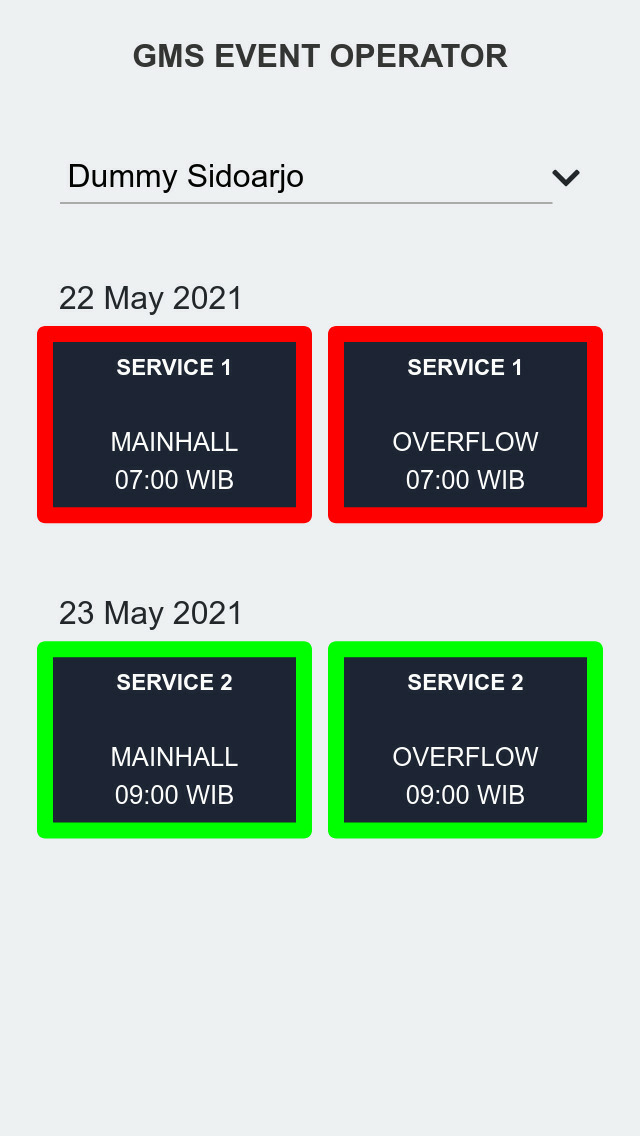 GMS EVENT OPERATOR
Dummy Sidoarjo
22 May 2021
SERVICE 1
MAINHALL
07:00 WIB
SERVICE 1
OVERFLOW
07:00 WIB
23 May 2021
SERVICE 2
MAINHALL
09:00 WIB
SERVICE 2
OVERFLOW
09:00 WIB